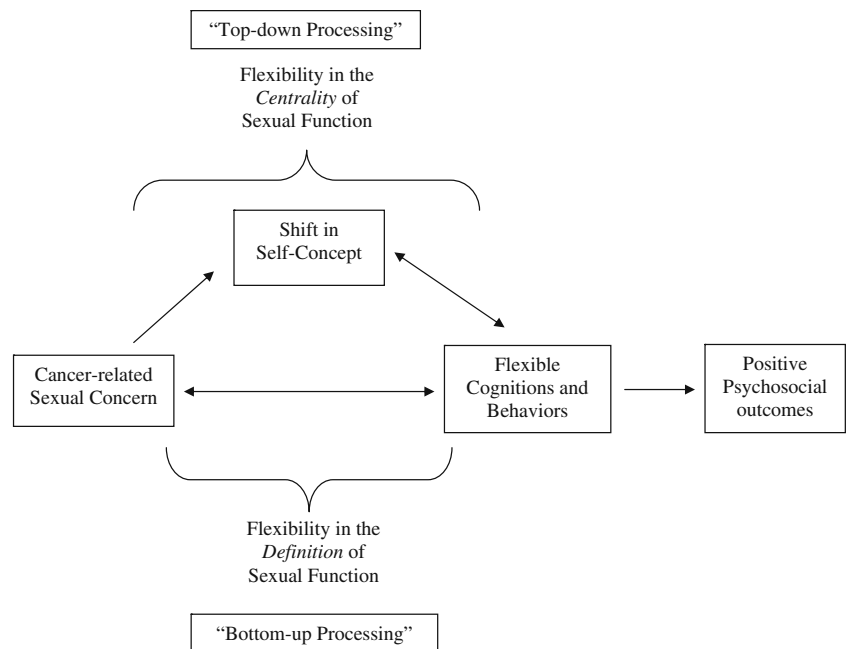 “Top-down Processing”
Flexibility in the
Centrality of
Sexual Function
Shift in
Self-Concept
Cancer-related
Sexual Concern
Flexible
Cognitions and
Behaviors
Positive
Psychosocial
outcomes
Flexibility in the
Definition of
Sexual Function
“Bottom-up Processing”